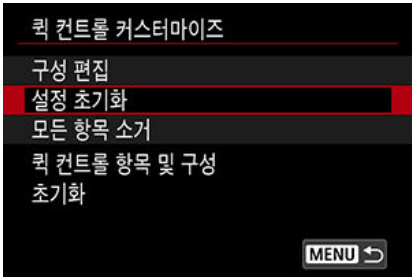 퀵 컨트롤 커스터마이즈
구성 편집
설정 초기화
모든 항목 소거
퀵 컨트롤 항목 및 구성
초기화
MENU